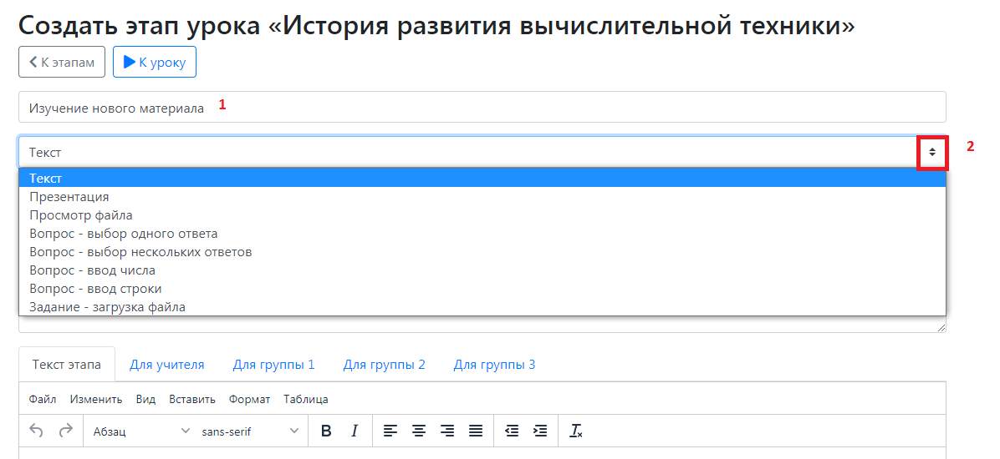 Создать этап урока «История развития вычислительной техники»
К этапам К уроку
Изучение нового материала 1
Текст 2
Текст
Презентация
Просмотр файла
Вопрос - выбор одного ответа
Вопрос - выбор нескольких ответов
Вопрос - ввод числа
Вопрос - ввод строки
Задание - загрузка файла
Текст этапа Для учителя Для группы 1 Для группы 2 Для группы 3
Файл Изменить Вид Вставить Формат Таблица
Абзац sans-serif B I